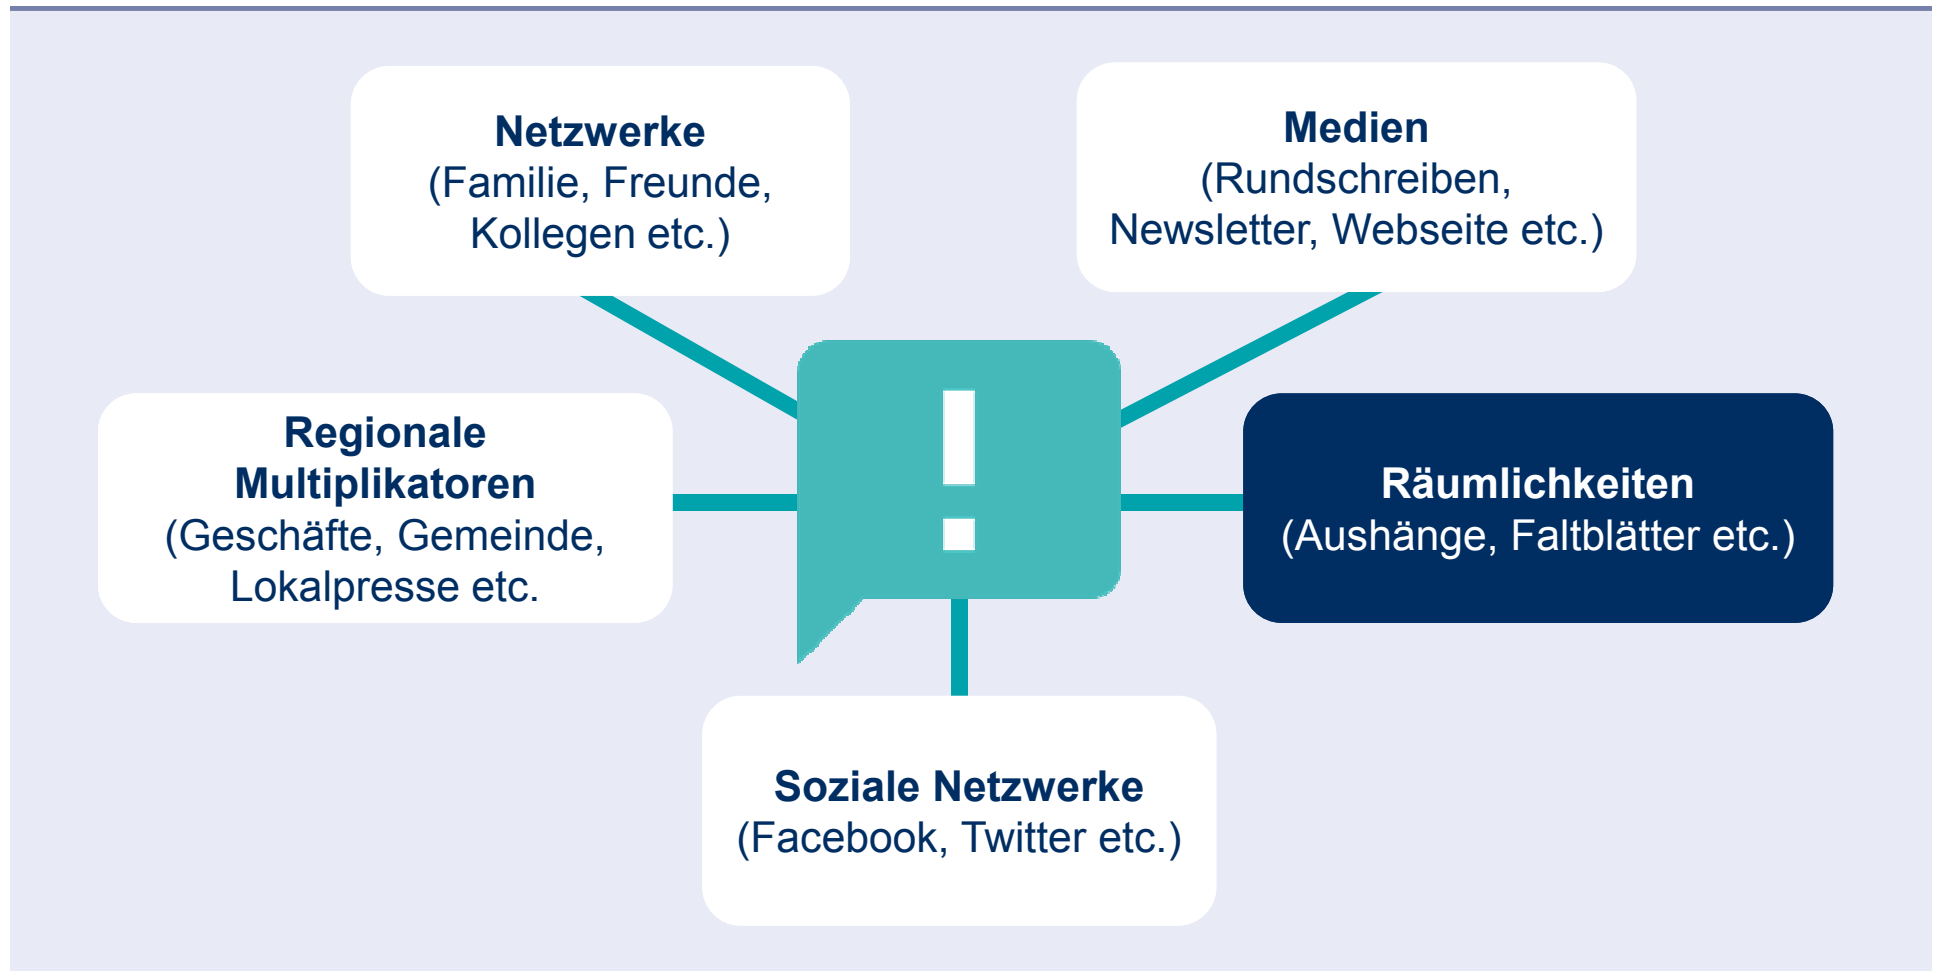 Netzwerke
(Familie, Freunde,
Kollegen etc.)
Medien
(Rundschreiben,
Newsletter, Webseite etc.)
!
Regionale
Multiplikatoren
(Geschäfte, Gemeinde,
Lokalpresse etc.
Räumlichkeiten
(Aushänge, Faltblätter etc.)
Soziale Netzwerke
(Facebook, Twitter etc.)